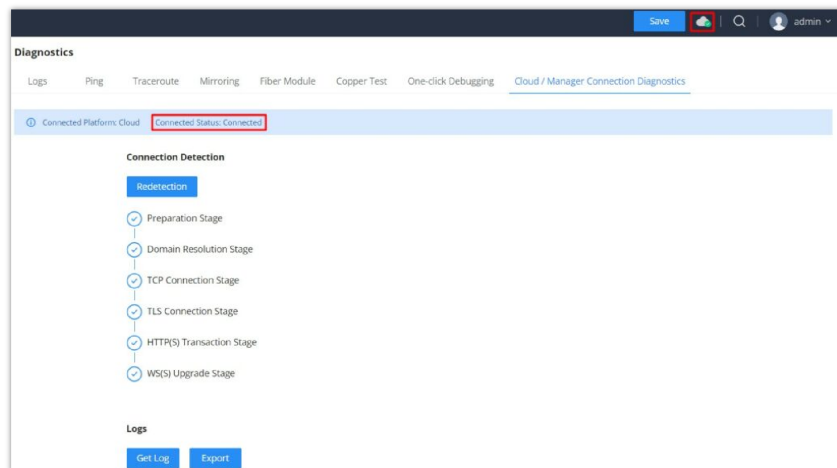 Save admin
Diagnostics
Logs Ping Traceroute Mirroring Fiber Module Copper Test One-click Debugging Cloud / Manager Connection Diagnostics
Connected Platform: Cloud Connected Status: Connected
Connection Detection
Redetection
Preparation Stage
Domain Resolution Stage
TCP Connection Stage
TLS Connection Stage
HTTP(S) Transaction Stage
WS(S) Upgrade Stage
Logs
Get Log Export